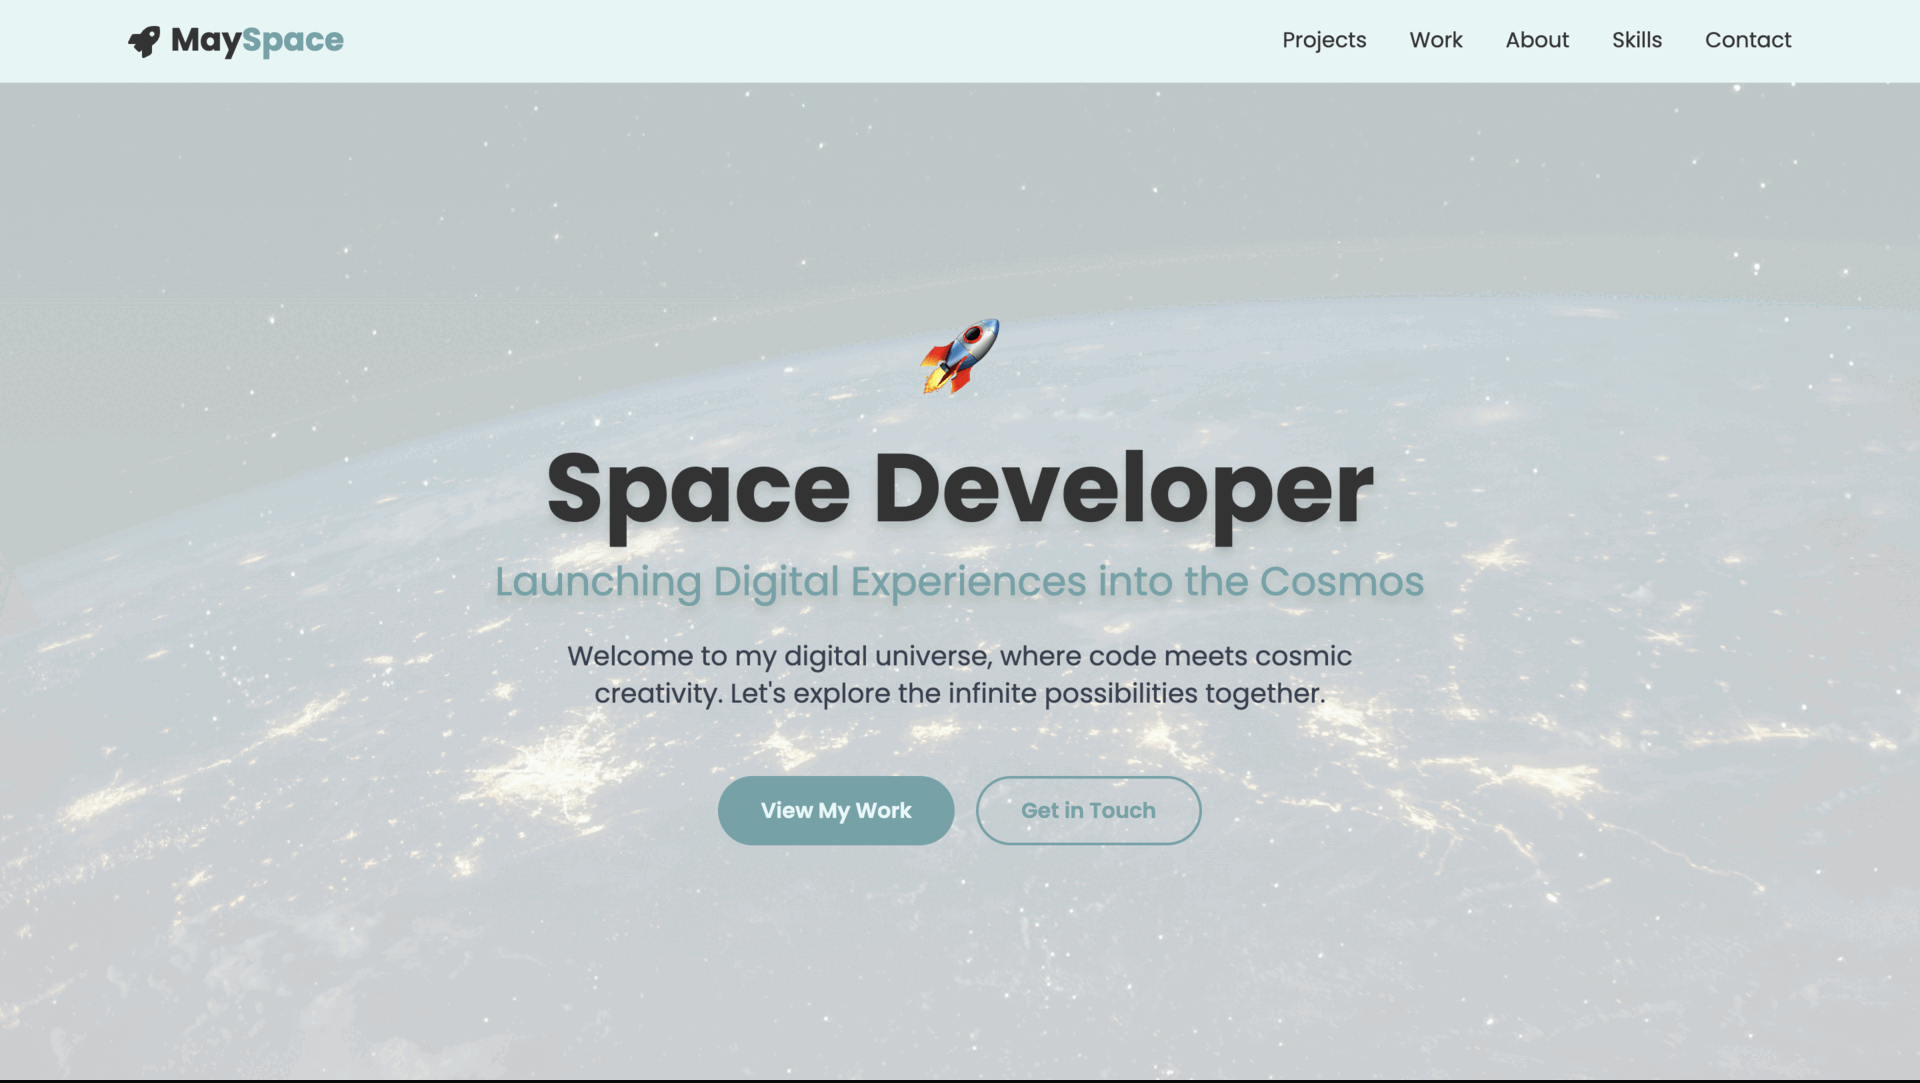 MaySpace
Projects Work About Skills Contact
Space Developer
Launching Digital Experiences into the Cosmos
Welcome to my digital universe, where code meets cosmic
creativity. Let's explore the infinite possibilities together.
View My Work
Get in Touch